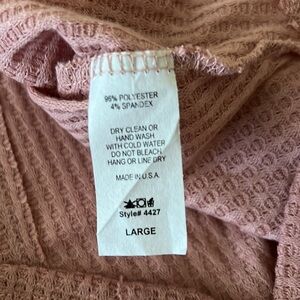 96% POLYESTER
4% SPANDEX
DRY CLEAN OR
HAND WASH
WITH COLD WATER
DO NOT BLEACH
HANG OR LINE DRY
MADE IN U.S.A.
Style# 4427
LARGE